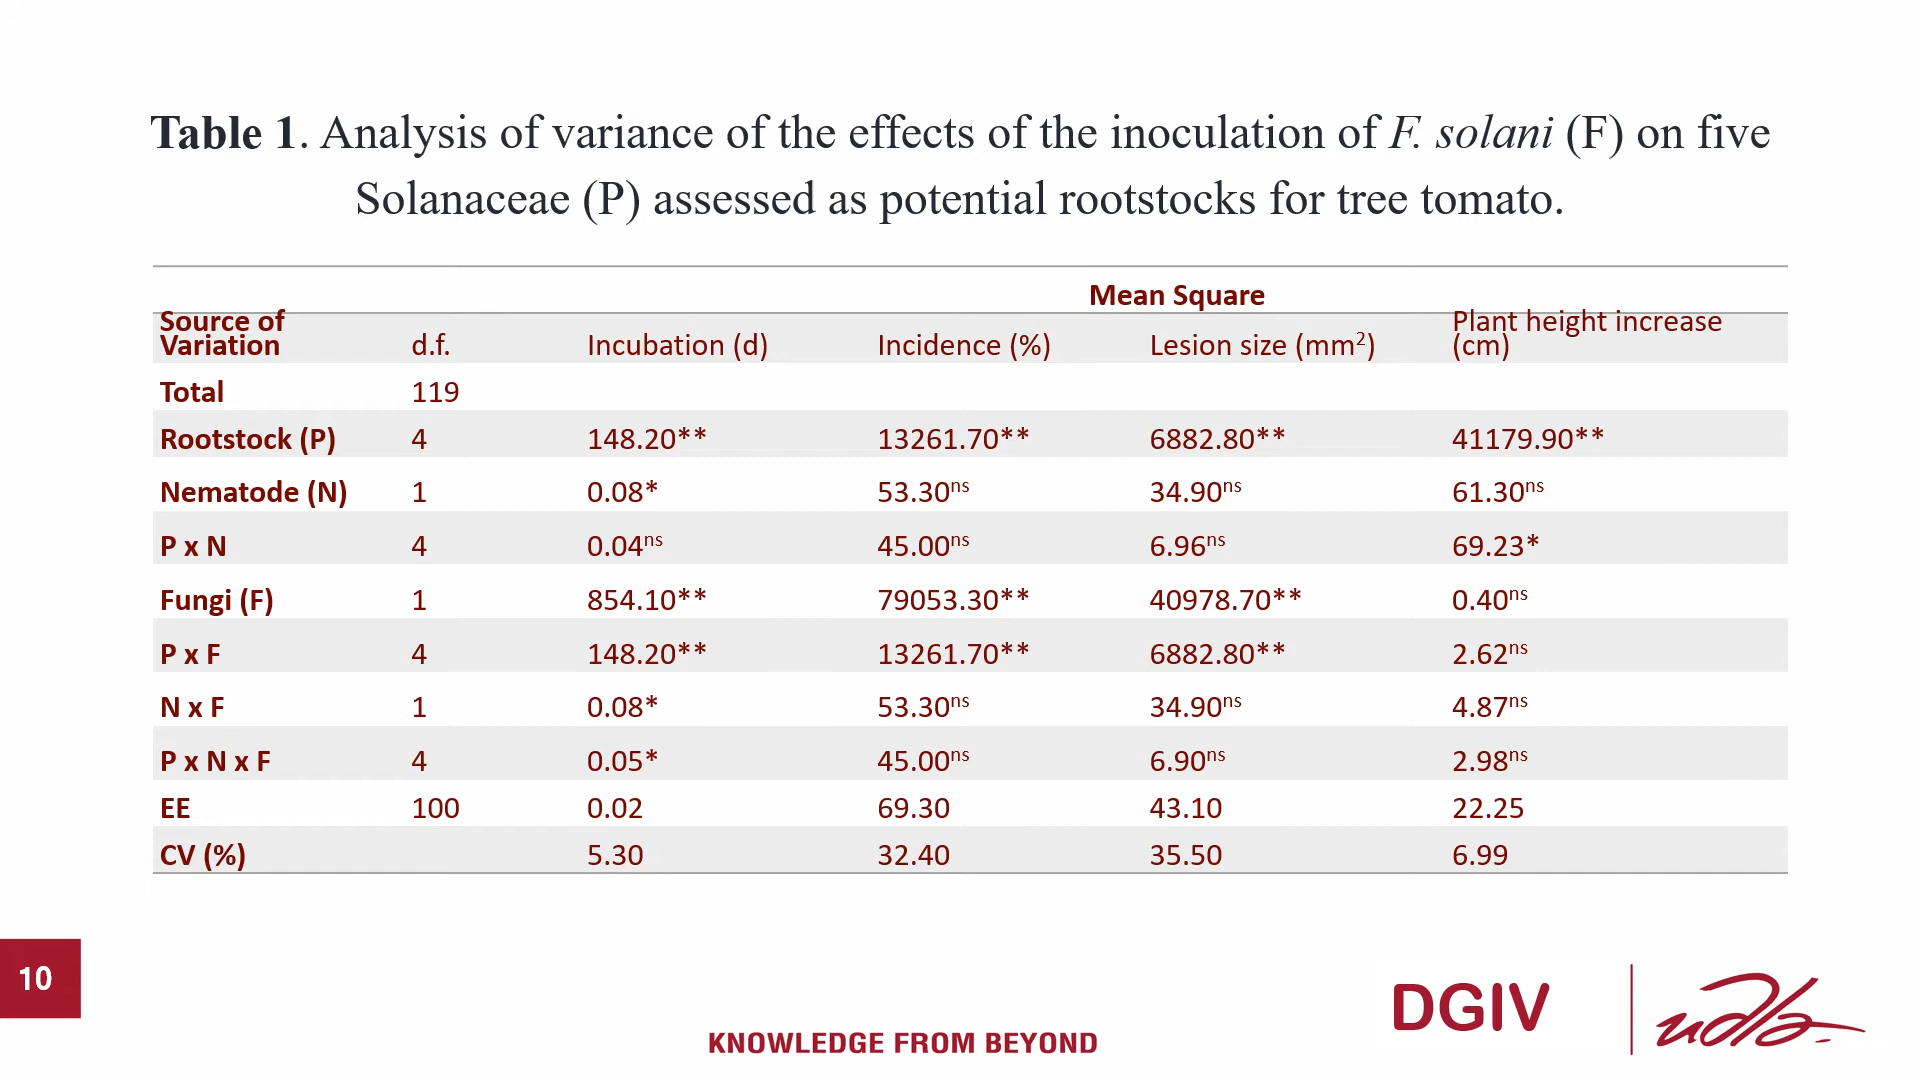 Table 1. Analysis of variance of the effects of the inoculation of F. solani (F) on five
Solanaceae (P) assessed as potential rootstocks for tree tomato.
Mean Square
Source of Variation d.f. Incubation (d) Incidence (%) Lesion size (mm²) Plant height increase (cm)
Total 119
Rootstock (P) 4 148.20** 13261.70** 6882.80** 41179.90**
Nematode (N) 1 0.08* 53.30ns 34.90ns 61.30ns
P x N 4 0.04ns 45.00ns 6.96ns 69.23*
Fungi (F) 1 854.10** 79053.30** 40978.70** 0.40ns
P x F 4 148.20** 13261.70** 6882.80** 2.62ns
N x F 1 0.08* 53.30ns 34.90ns 4.87ns
P x N x F 4 0.05* 45.00ns 6.90ns 2.98ns
EE 100 0.02 69.30 43.10 22.25
CV (%) 5.30 32.40 35.50 6.99
10
DGIV
udla
KNOWLEDGE FROM BEYOND